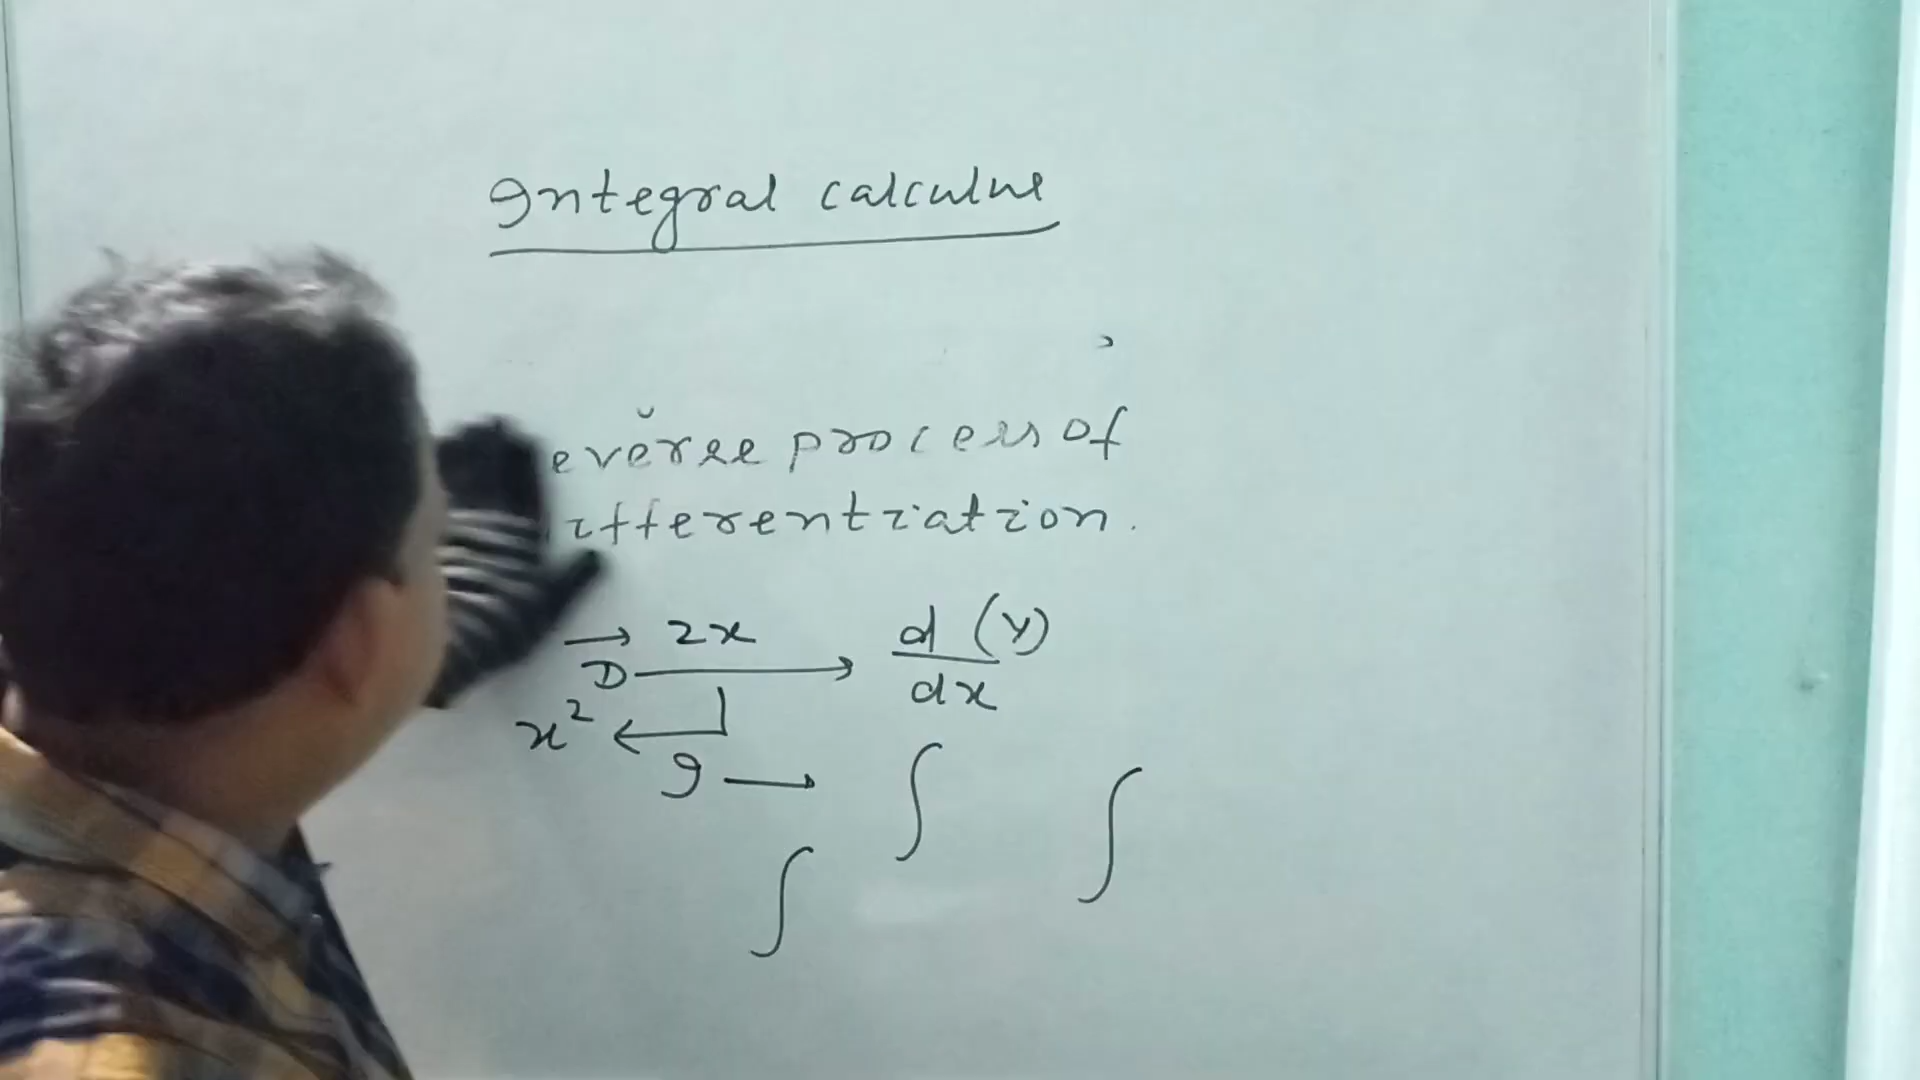 Integral calculus
everse process of
ifferentiation.
→ 2x
D → d (y)
dx
x² ←
I → ∫ ∫
∫